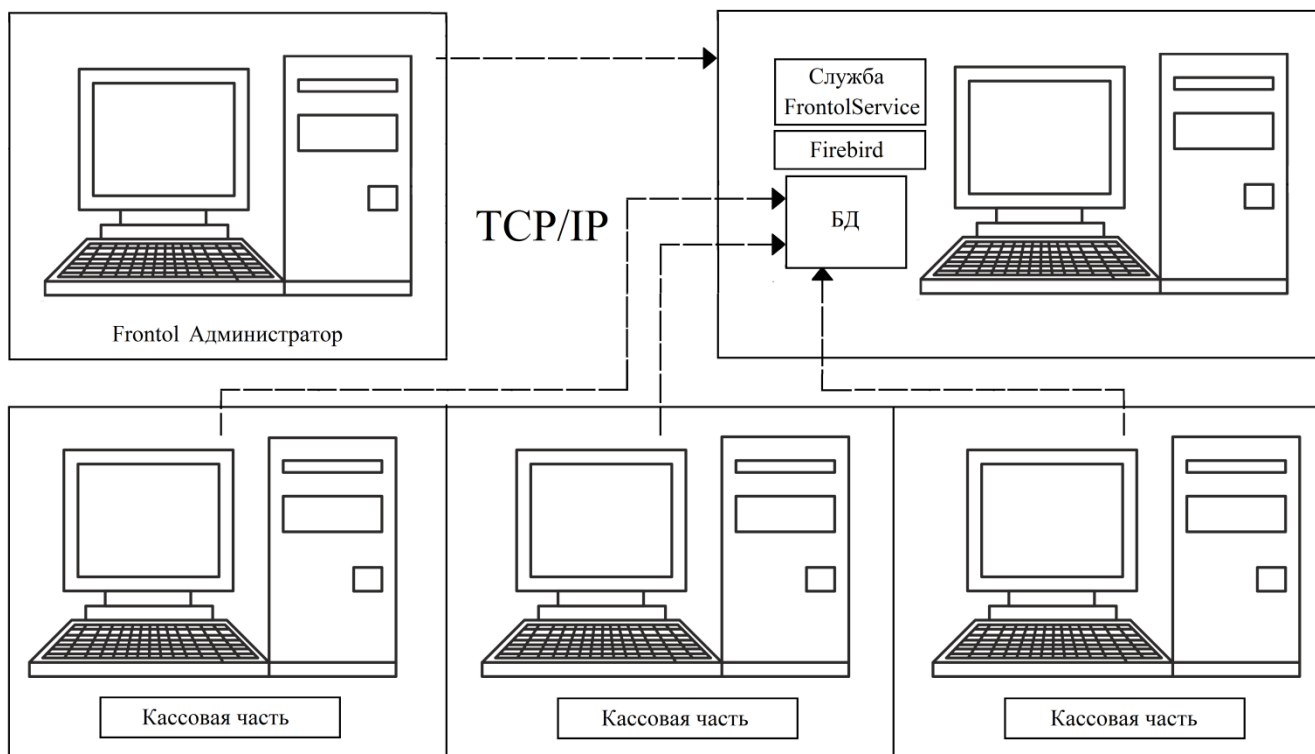 Служба
FrontolService
Firebird
БД
TCP/IP
Frontol Администратор
Кассовая часть
Кассовая часть
Кассовая часть